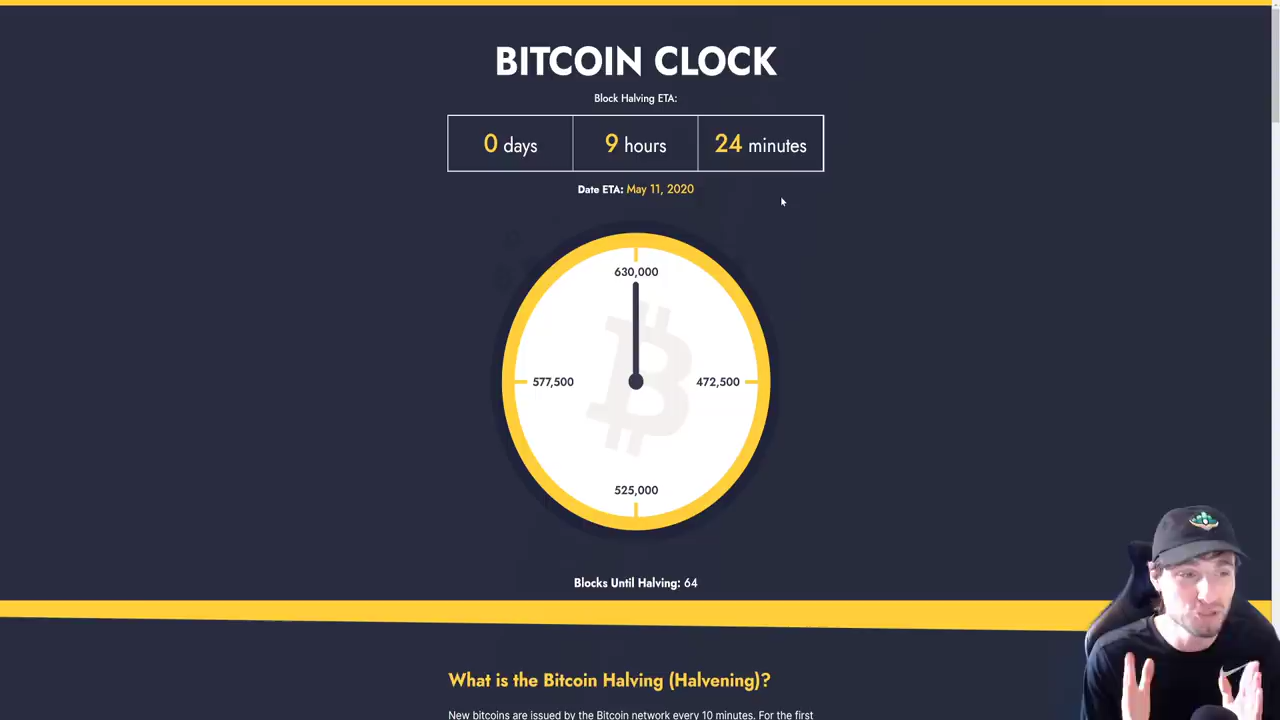 BITCOIN CLOCK
Block Halving ETA:
0 days 9 hours 24 minutes
Date ETA: May 11, 2020
630,000
577,500 472,500
525,000
Blocks Until Halving: 64
What is the Bitcoin Halving (Halvening)?
New bitcoins are issued by the Bitcoin network every 10 minutes. For the first